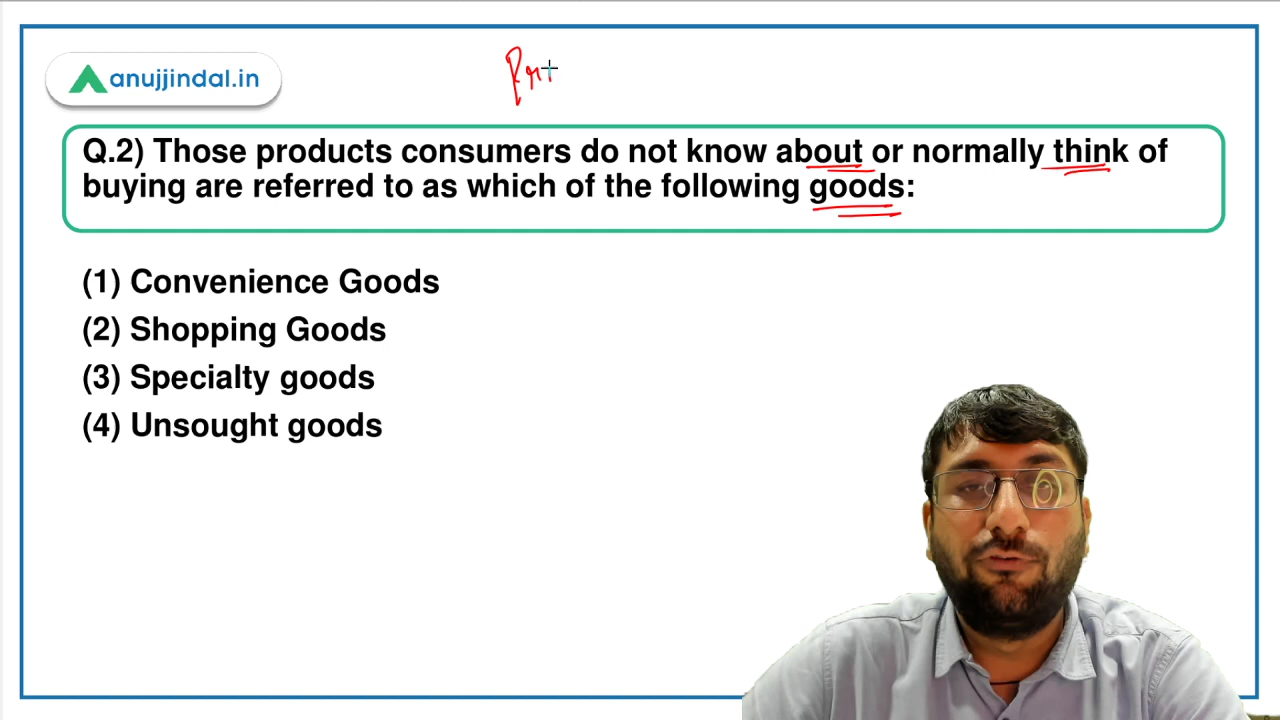 anujjindal.in
Q.2) Those products consumers do not know about or normally think of
buying are referred to as which of the following goods:
(1) Convenience Goods
(2) Shopping Goods
(3) Specialty goods
(4) Unsought goods